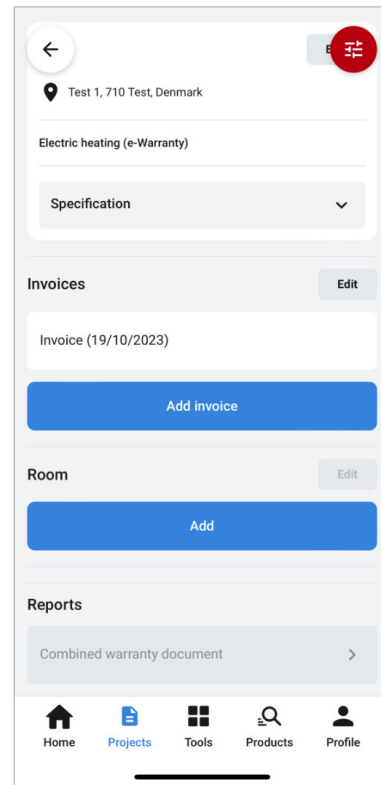 Test 1, 710 Test, Denmark
Electric heating (e-Warranty)
Specification
Invoices
Edit
Invoice (19/10/2023)
Add invoice
Room
Edit
Add
Reports
Combined warranty document
Home
Projects
Tools
Products
Profile